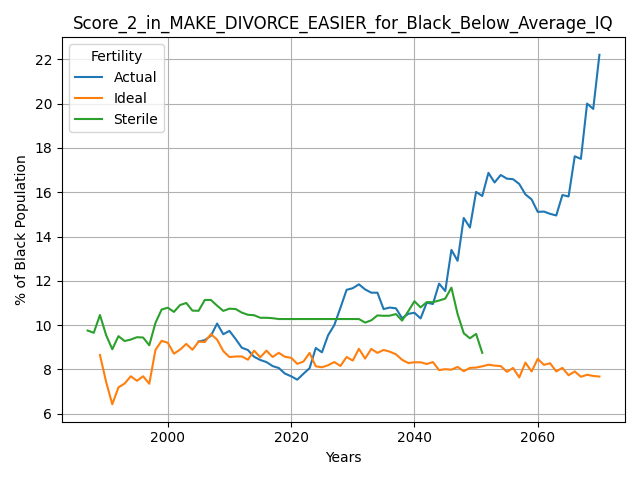 Score_2_in_MAKE_DIVORCE_EASIER_for_Black_Below_Average_IQ
Fertility
Actual
Ideal
Sterile
% of Black Population
22
20
18
16
14
12
10
8
6
2000
2020
2040
2060
Years